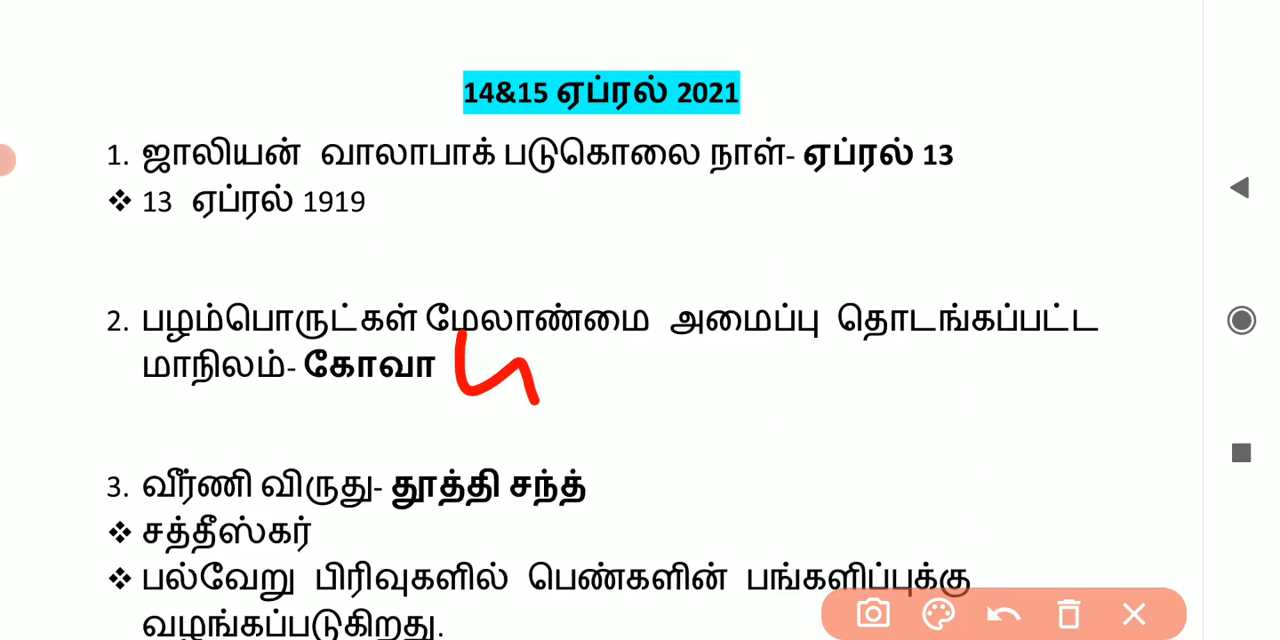 14&15 ஏப்ரல் 2021
1. ஜாலியன் வாலாபாக் படுகொலை நாள்- ஏப்ரல் 13
❖ 13 ஏப்ரல் 1919
2. பழம்பொருட்கள் மேலாண்மை அமைப்பு தொடங்கப்பட்ட
மாநிலம்- கோவா
3. வீர்ணி விருது- தூத்தி சந்த்
❖ சத்தீஸ்கர்
❖ பல்வேறு பிரிவுகளில் பெண்களின் பங்களிப்புக்கு
வழங்கப்படுகிறது.